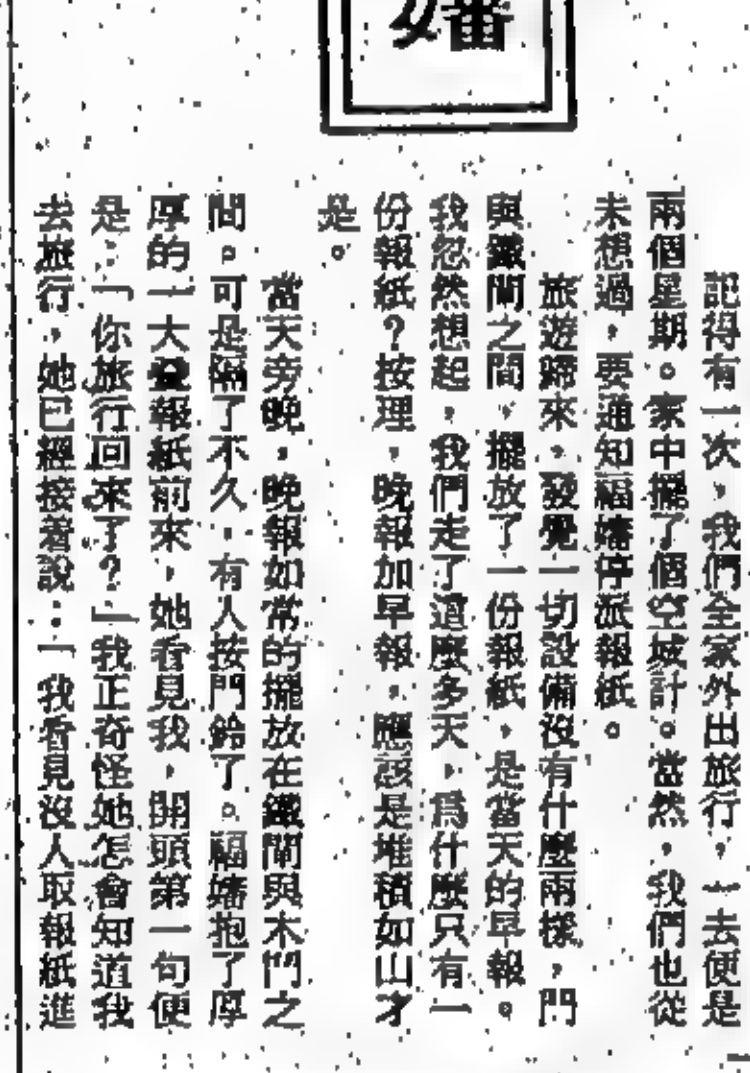 嬸
記得有一次，我們全家外出旅行，一去便是
兩個星期。家中擺了個空城計。當然，我們也從
未想過，要通知福嬸停派報紙。
旅遊歸來，發覺一切設備沒有什麼兩樣，門
與鐵閘之間，擺放了一份報紙，是當天的早報。
我忽然想起，我們走了這麼多天，爲什麼只有一
份報紙？按理，晚報加早報，應該是堆積如山才
是。
當天旁晚，晚報如常的擺放在鐵閘與木門之
間。可是隔了不久，有人按門鈴了。福嬸抱了厚
厚的一大疊報紙前來，她看見我，開頭第一句便
是：「你旅行回來了？」我正奇怪她怎會知道我
去旅行，她已經接着說：「我看見沒人取報紙進